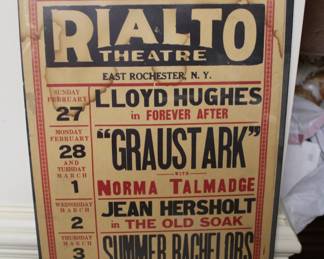 RIALTO
THEATRE
EAST ROCHESTER, N. Y.
SUNDAY
FEBRUARY
27
LLOYD HUGHES
in FOREVER AFTER
MONDAY
FEBRUARY
28
AND
TUESDAY
MARCH
1
"GRAUSTARK"
WITH
NORMA TALMADGE
WEDNESDAY
MARCH
2
JEAN HERSHOLT
in THE OLD SOAK
THURSDAY
MARCH
3
SUMMER BACHELORS